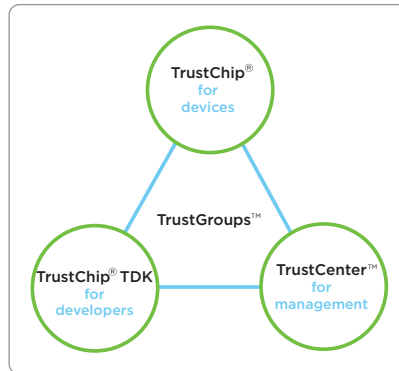 TrustChip®
for
devices
TrustGroups™
TrustChip® TDK
for
developers
TrustCenter™
for
management